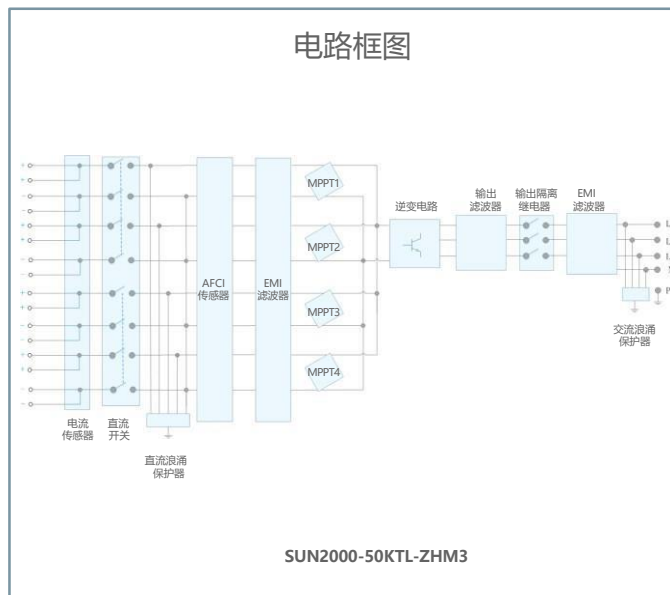 电路框图
MPPT1
逆变电路
输出
滤波器
输出隔离
继电器
EMI
滤波器
MPPT2
AFCI
传感器
EMI
滤波器
MPPT3
MPPT4
交流浪涌
保护器
电流
传感器
直流
开关
直流浪涌
保护器
SUN2000-50KTL-ZHM3